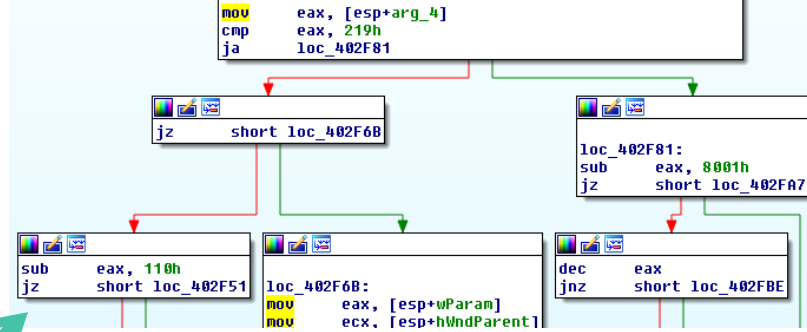 mov eax, [esp+arg_4]
cmp eax, 219h
ja loc_402F81
jz short loc_402F6B
loc_402F81:
sub eax, 8001h
jz short loc_402FA7
sub eax, 110h
jz short loc_402F51
loc_402F6B:
mov eax, [esp+wParam]
mov ecx, [esp+hWndParent]
dec eax
jnz short loc_402FBE